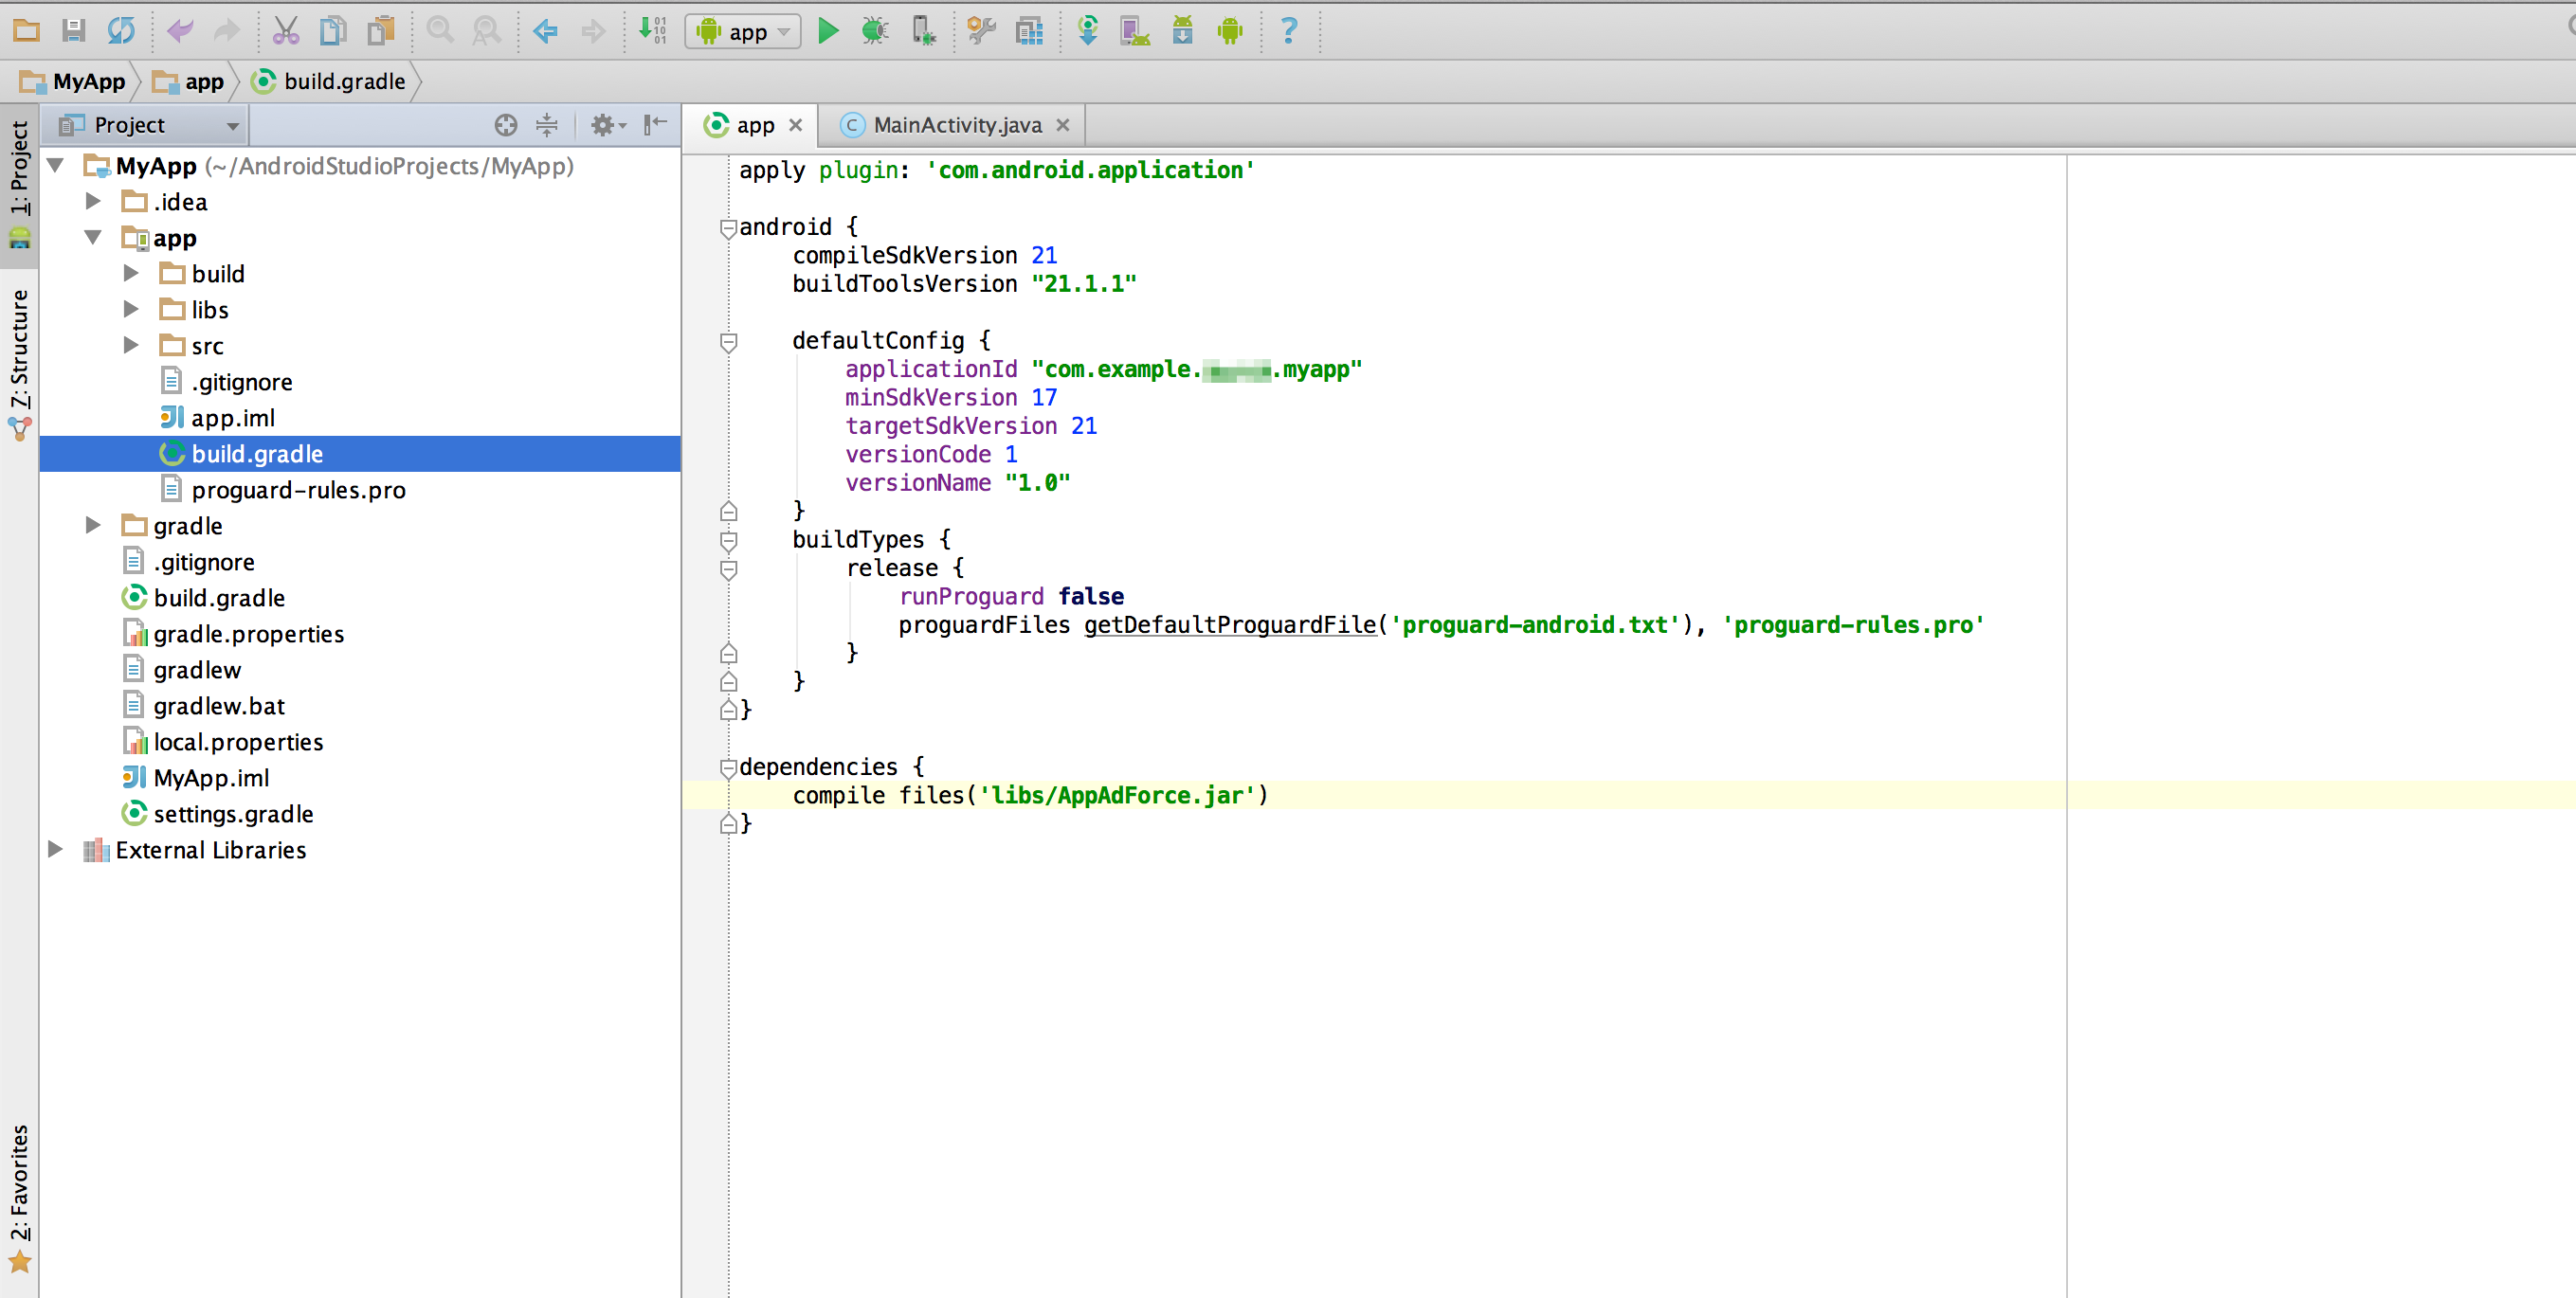 app
MyApp
app
build.gradle
1: Project
7: Structure
2: Favorites
Project
MyApp (~/AndroidStudioProjects/MyApp)
.idea
app
build
libs
src
.gitignore
app.iml
build.gradle
proguard-rules.pro
gradle
.gitignore
build.gradle
gradle.properties
gradlew
gradlew.bat
local.properties
MyApp.iml
settings.gradle
External Libraries
app
MainActivity.java
apply plugin: 'com.android.application'
android {
compileSdkVersion 21
buildToolsVersion "21.1.1"
defaultConfig {
applicationId "com.example. .myapp"
minSdkVersion 17
targetSdkVersion 21
versionCode 1
versionName "1.0"
}
buildTypes {
release {
runProguard false
proguardFiles getDefaultProguardFile('proguard-android.txt'), 'proguard-rules.pro'
}
}
}
dependencies {
compile files('libs/AppAdForce.jar')
}